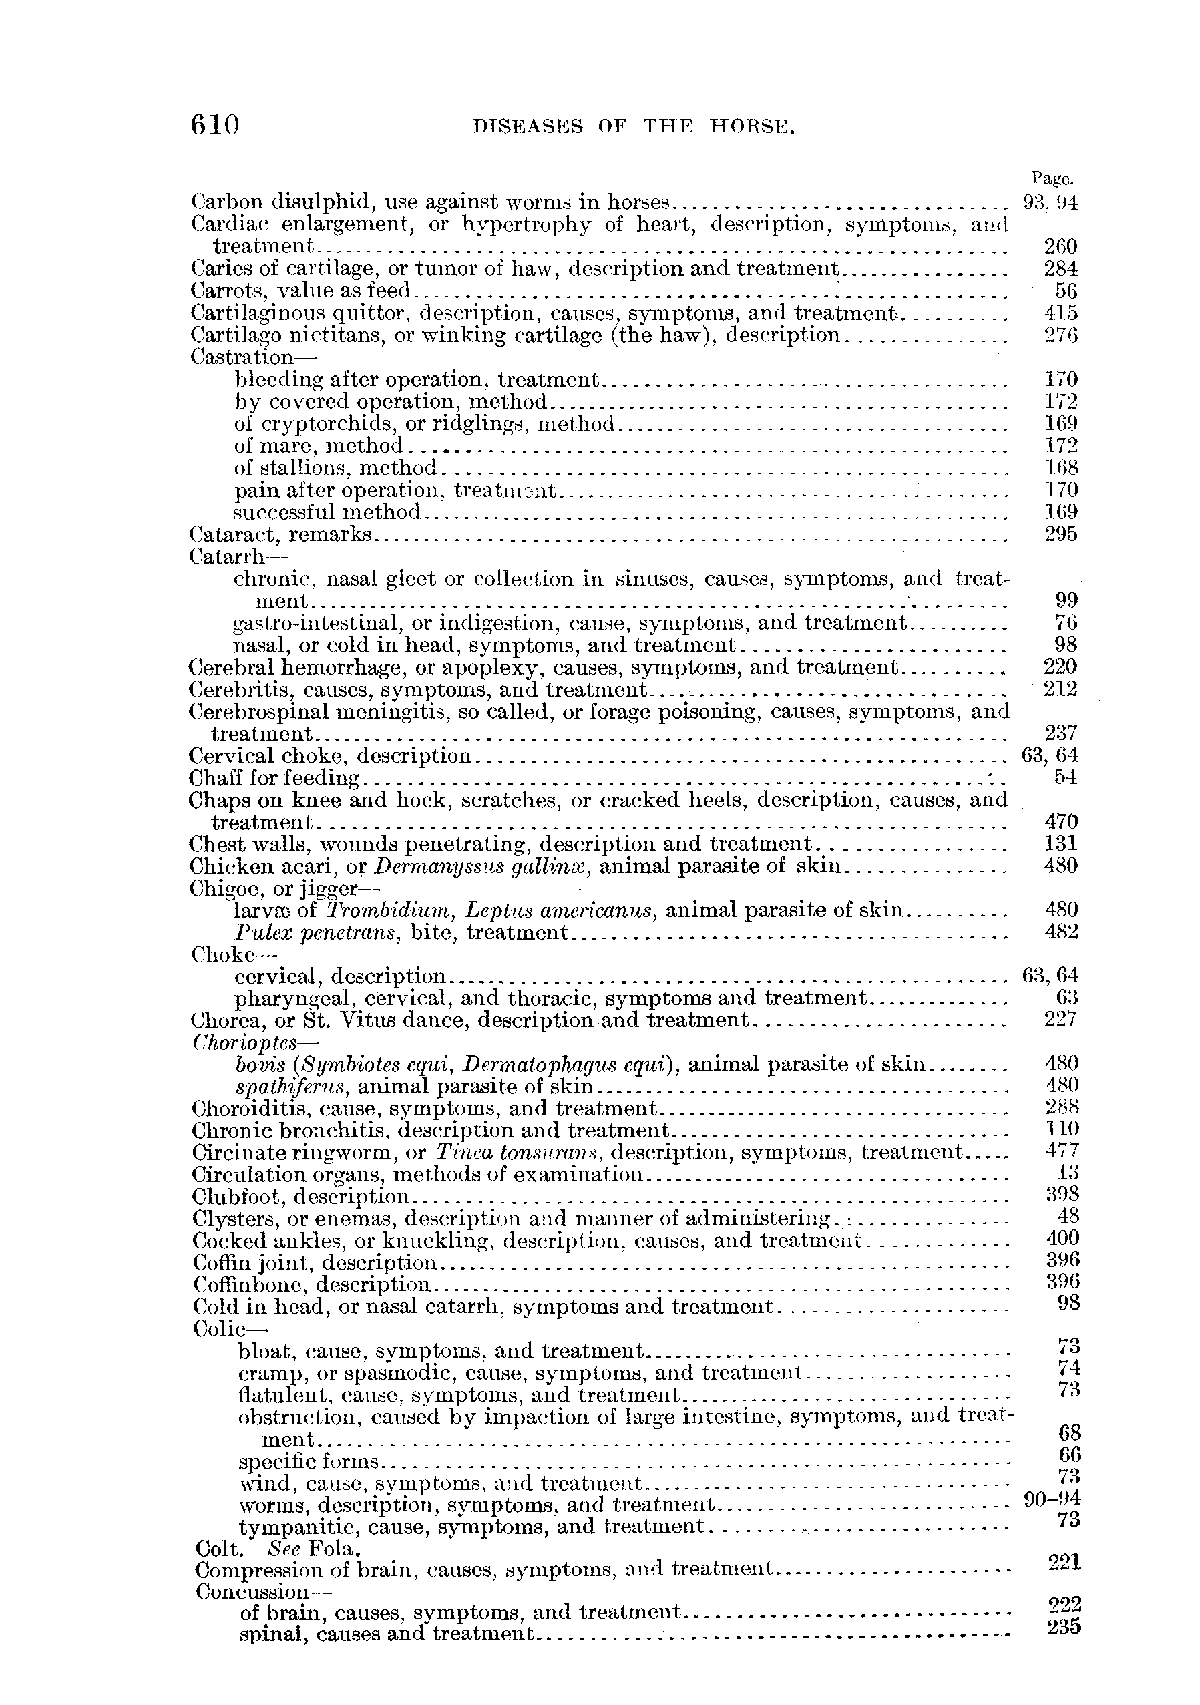 610 DISEASES OF THE HORSE.
Page.
Carbon disulphid, use against worms in horses................................ 93, 94
Cardiac enlargement, or hypertrophy of heart, description, symptoms, and
treatment.................................................................... 260
Caries of cartilage, or tumor of haw, description and treatment................ 284
Carrots, value as feed.......................................................... 56
Cartilaginous quittor, description, causes, symptoms, and treatment........... 415
Cartilago nictitans, or winking cartilage (the haw), description................ 276
Castration—
bleeding after operation, treatment........................................ 170
by covered operation, method............................................. 172
of cryptorchids, or ridglings, method...................................... 169
of mare, method........................................................... 172
of stallions, method....................................................... 168
pain after operation, treatment............................................ 170
successful method......................................................... 169
Cataract, remarks.............................................................. 295
Catarrh—
chronic, nasal gleet or collection in sinuses, causes, symptoms, and treat-
ment.................................................................... 99
gastro-intestinal, or indigestion, cause, symptoms, and treatment.......... 76
nasal, or cold in head, symptoms, and treatment.......................... 98
Cerebral hemorrhage, or apoplexy, causes, symptoms, and treatment.......... 220
Cerebritis, causes, symptoms, and treatment................................... 212
Cerebrospinal meningitis, so called, or forage poisoning, causes, symptoms, and
treatment.................................................................... 237
Cervical choke, description.................................................... 63, 64
Chaff for feeding............................................................... 54
Chaps on knee and hock, scratches, or cracked heels, description, causes, and
treatment.................................................................... 470
Chest walls, wounds penetrating, description and treatment................... 131
Chicken acari, or Dermanyssus gallinæ, animal parasite of skin................ 480
Chigoe, or jigger—
larvæ of Trombidium, Leptus americanus, animal parasite of skin.......... 480
Pulex penetrans, bite, treatment........................................... 482
Choke—
cervical, description...................................................... 63, 64
pharyngeal, cervical, and thoracic, symptoms and treatment.............. 63
Chorea, or St. Vitus dance, description and treatment......................... 227
Chorioptes—
bovis (Symbiotes equi, Dermatophagus equi), animal parasite of skin........ 480
spathiferus, animal parasite of skin........................................ 480
Choroiditis, cause, symptoms, and treatment.................................. 288
Chronic bronchitis, description and treatment................................. 110
Circinate ringworm, or Tinea tonsurans, description, symptoms, treatment..... 477
Circulation organs, methods of examination................................... 13
Clubfoot, description.......................................................... 398
Clysters, or enemas, description and manner of administering................. 48
Cocked ankles, or knuckling, description, causes, and treatment.............. 400
Coffin joint, description....................................................... 396
Coffinbone, description........................................................ 396
Cold in head, or nasal catarrh, symptoms and treatment....................... 98
Colic—
bloat, cause, symptoms, and treatment.................................... 73
cramp, or spasmodic, cause, symptoms, and treatment.................... 74
flatulent, cause, symptoms, and treatment................................ 73
obstruction, caused by impaction of large intestine, symptoms, and treat-
ment.................................................................... 68
specific forms............................................................. 66
wind, cause, symptoms, and treatment.................................... 73
worms, description, symptoms, and treatment............................. 90–94
tympanitic, cause, symptoms, and treatment.............................. 73
Colt. See Fola.
Compression of brain, causes, symptoms, and treatment....................... 221
Concussion—
of brain, causes, symptoms, and treatment................................ 222
spinal, causes and treatment.............................................. 235